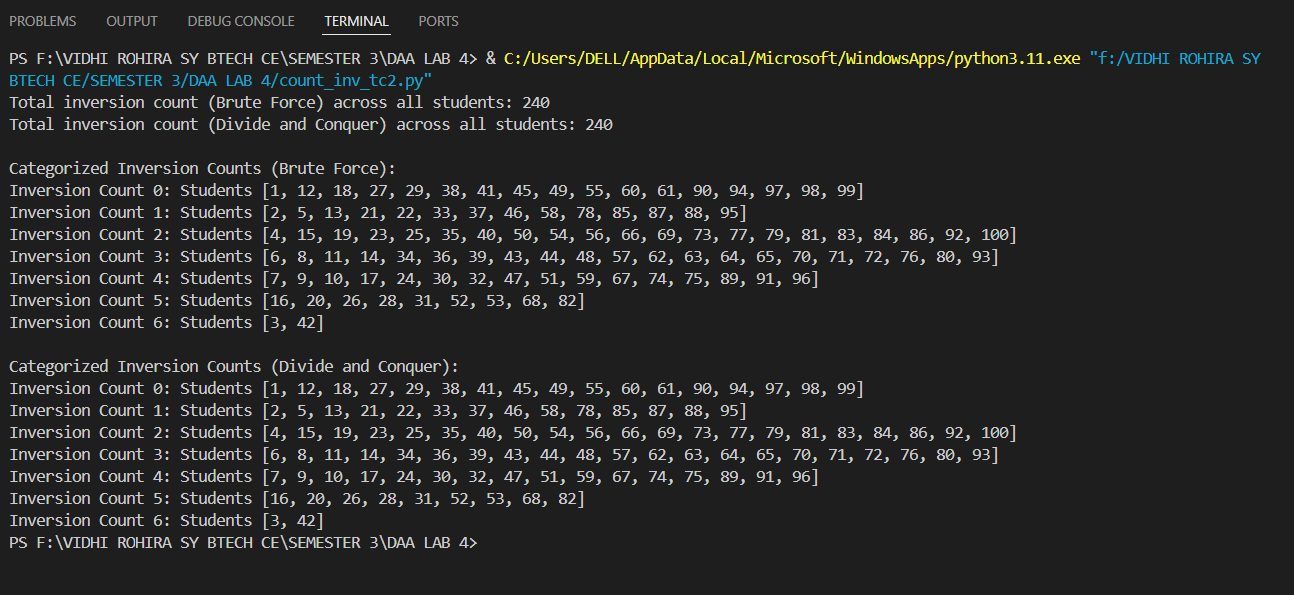 PROBLEMS OUTPUT DEBUG CONSOLE TERMINAL PORTS
PS F:\VIDHI ROHIRA SY BTECH CE\SEMESTER 3\DAA LAB 4> & C:/Users/DELL/AppData/Local/Microsoft/WindowsApps/python3.11.exe "f:/VIDHI ROHIRA SY
BTECH CE/SEMESTER 3/DAA LAB 4/count_inv_tc2.py"
Total inversion count (Brute Force) across all students: 240
Total inversion count (Divide and Conquer) across all students: 240
Categorized Inversion Counts (Brute Force):
Inversion Count 0: Students [1, 12, 18, 27, 29, 38, 41, 45, 49, 55, 60, 61, 90, 94, 97, 98, 99]
Inversion Count 1: Students [2, 5, 13, 21, 22, 33, 37, 46, 58, 78, 85, 87, 88, 95]
Inversion Count 2: Students [4, 15, 19, 23, 25, 35, 40, 50, 54, 56, 66, 69, 73, 77, 79, 81, 83, 84, 86, 92, 100]
Inversion Count 3: Students [6, 8, 11, 14, 34, 36, 39, 43, 44, 48, 57, 62, 63, 64, 65, 70, 71, 72, 76, 80, 93]
Inversion Count 4: Students [7, 9, 10, 17, 24, 30, 32, 47, 51, 59, 67, 74, 75, 89, 91, 96]
Inversion Count 5: Students [16, 20, 26, 28, 31, 52, 53, 68, 82]
Inversion Count 6: Students [3, 42]
Categorized Inversion Counts (Divide and Conquer):
Inversion Count 0: Students [1, 12, 18, 27, 29, 38, 41, 45, 49, 55, 60, 61, 90, 94, 97, 98, 99]
Inversion Count 1: Students [2, 5, 13, 21, 22, 33, 37, 46, 58, 78, 85, 87, 88, 95]
Inversion Count 2: Students [4, 15, 19, 23, 25, 35, 40, 50, 54, 56, 66, 69, 73, 77, 79, 81, 83, 84, 86, 92, 100]
Inversion Count 3: Students [6, 8, 11, 14, 34, 36, 39, 43, 44, 48, 57, 62, 63, 64, 65, 70, 71, 72, 76, 80, 93]
Inversion Count 4: Students [7, 9, 10, 17, 24, 30, 32, 47, 51, 59, 67, 74, 75, 89, 91, 96]
Inversion Count 5: Students [16, 20, 26, 28, 31, 52, 53, 68, 82]
Inversion Count 6: Students [3, 42]
PS F:\VIDHI ROHIRA SY BTECH CE\SEMESTER 3\DAA LAB 4>